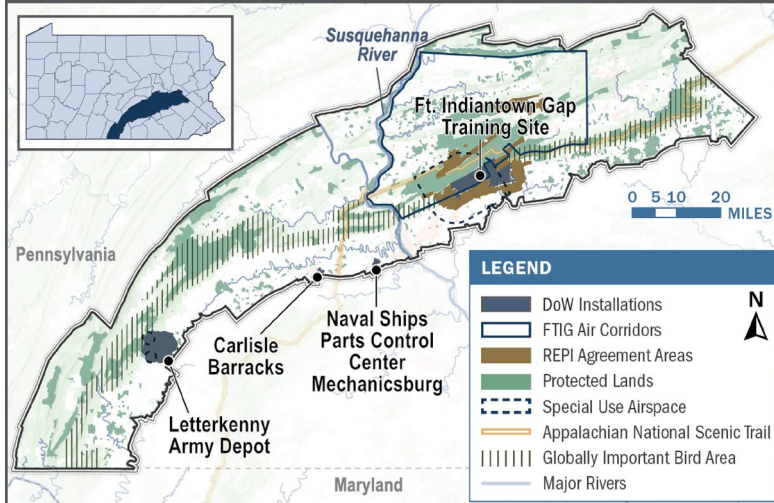 Susquehanna
River
Ft. Indiantown Gap
Training Site
0 5 10 20
MILES
Pennsylvania
Carlisle
Barracks
Naval Ships
Parts Control
Center
Mechanicsburg
Letterkenny
Army Depot
Maryland
LEGEND
DoW Installations
FTIG Air Corridors
REPI Agreement Areas
Protected Lands
Special Use Airspace
Appalachian National Scenic Trail
Globally Important Bird Area
Major Rivers
N